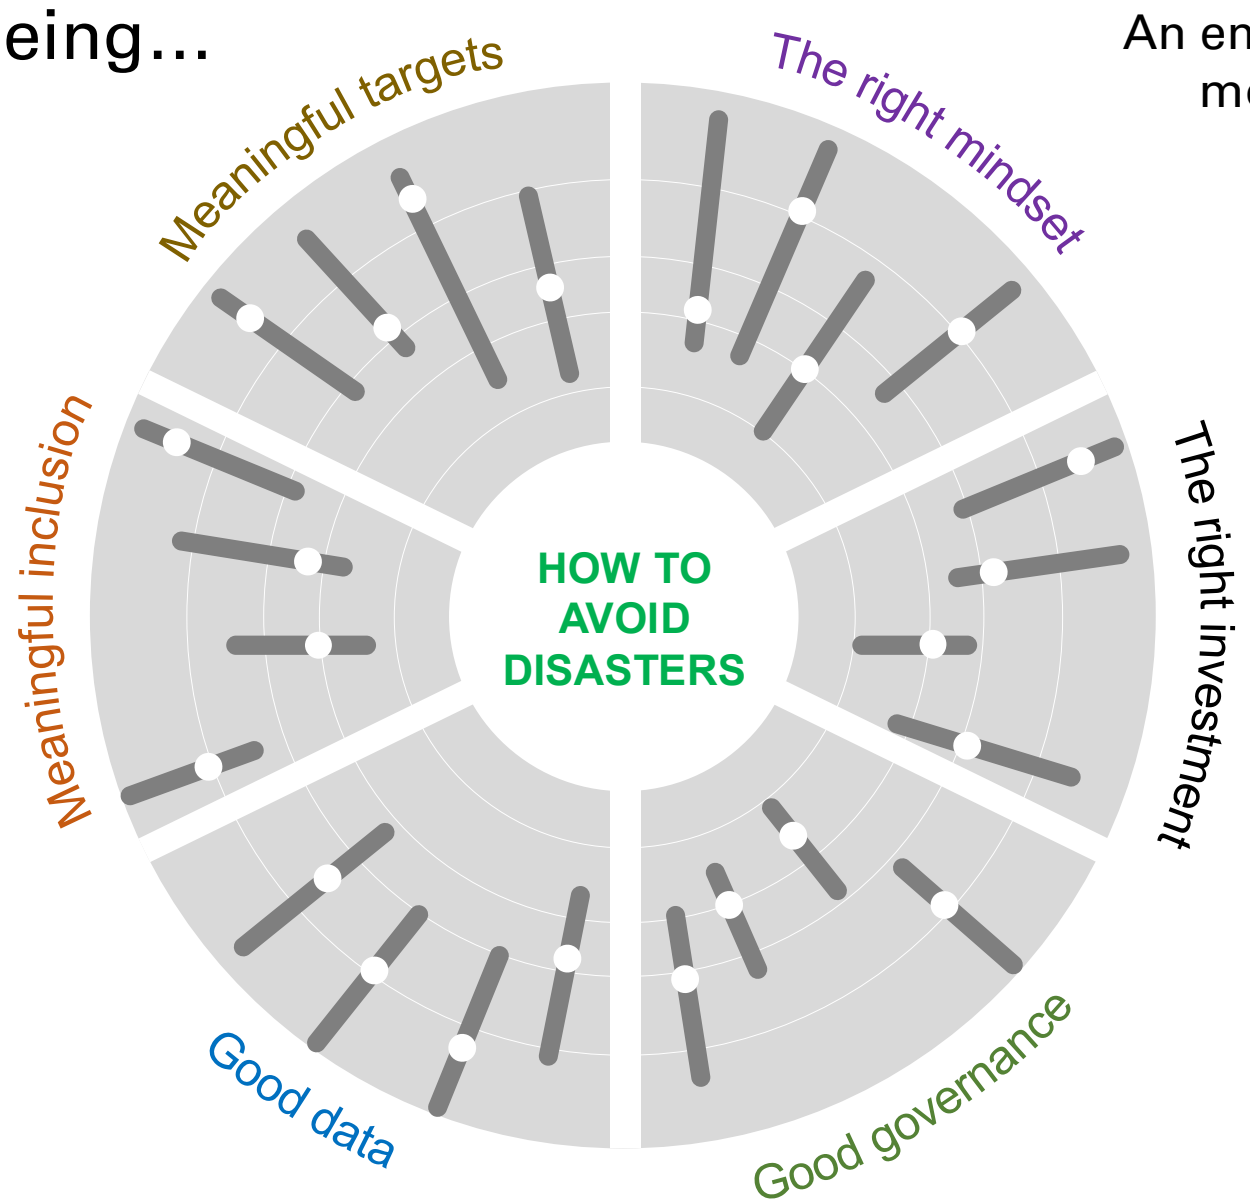 eing...
An en
me
Meaningful targets
The right mindset
Meaningful inclusion
HOW TO
AVOID
DISASTERS
The right investment
Good data
Good governance